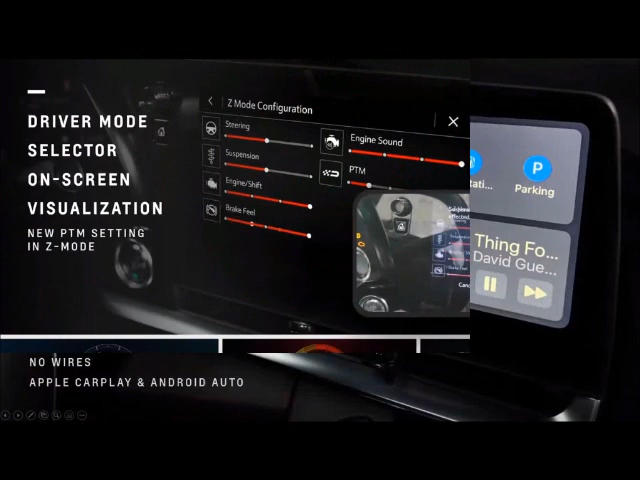 DRIVER MODE
SELECTOR
ON-SCREEN
VISUALIZATION
NEW PTM SETTING
IN Z-MODE
Z Mode Configuration
Steering
Suspension
Engine/Shift
Brake Feel
Engine Sound
PTM
P
Parking
Thing Fo...
David Gue...
NO WIRES
APPLE CARPLAY & ANDROID AUTO